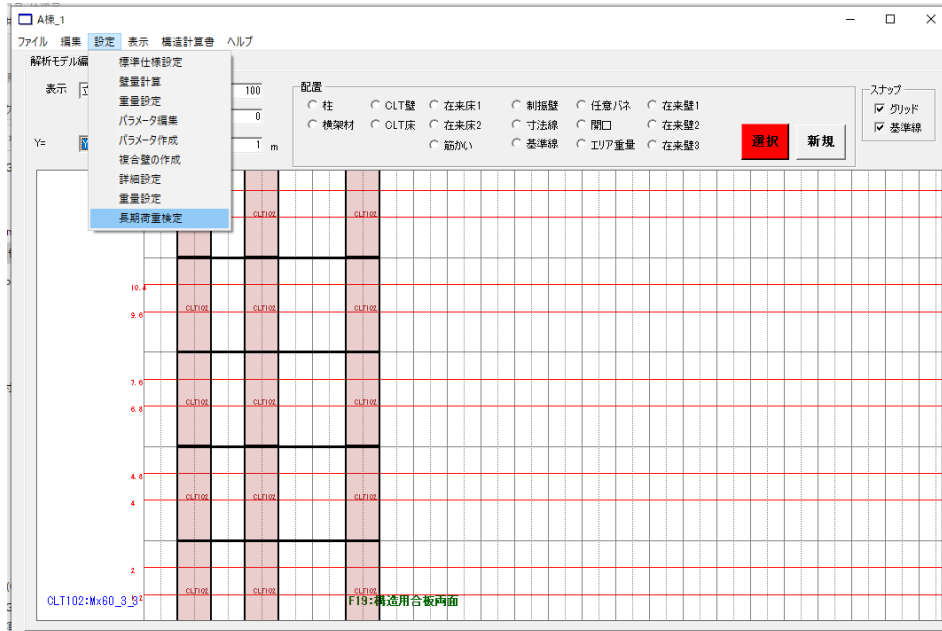 A棟_1
ファイル 編集 設定 表示 構造計算書 ヘルプ
解析モデル編
標準仕様設定
壁量計算
重量設定
パラメータ編集
パラメータ作成
複合壁の作成
詳細設定
重量設定
長期荷重検定
表示
100
0
Y=
1 m
配置
柱 CLT壁 在来床1 制振壁 任意バネ 在来壁1
横架材 CLT床 在来床2 寸法線 開口 在来壁2
筋かい 基準線 エリア重量 在来壁3
選択 新規
スナップ
グリッド
基準線
CLT102 CLT102
10.4
9.6
CLT102 CLT102 CLT102
7.6
6.8
CLT102 CLT102 CLT102
4.8
4
CLT102 CLT102 CLT102
2
CLT102 CLT102 CLT102
CLT102:Mx60_3_3
F19:構造用合板両面